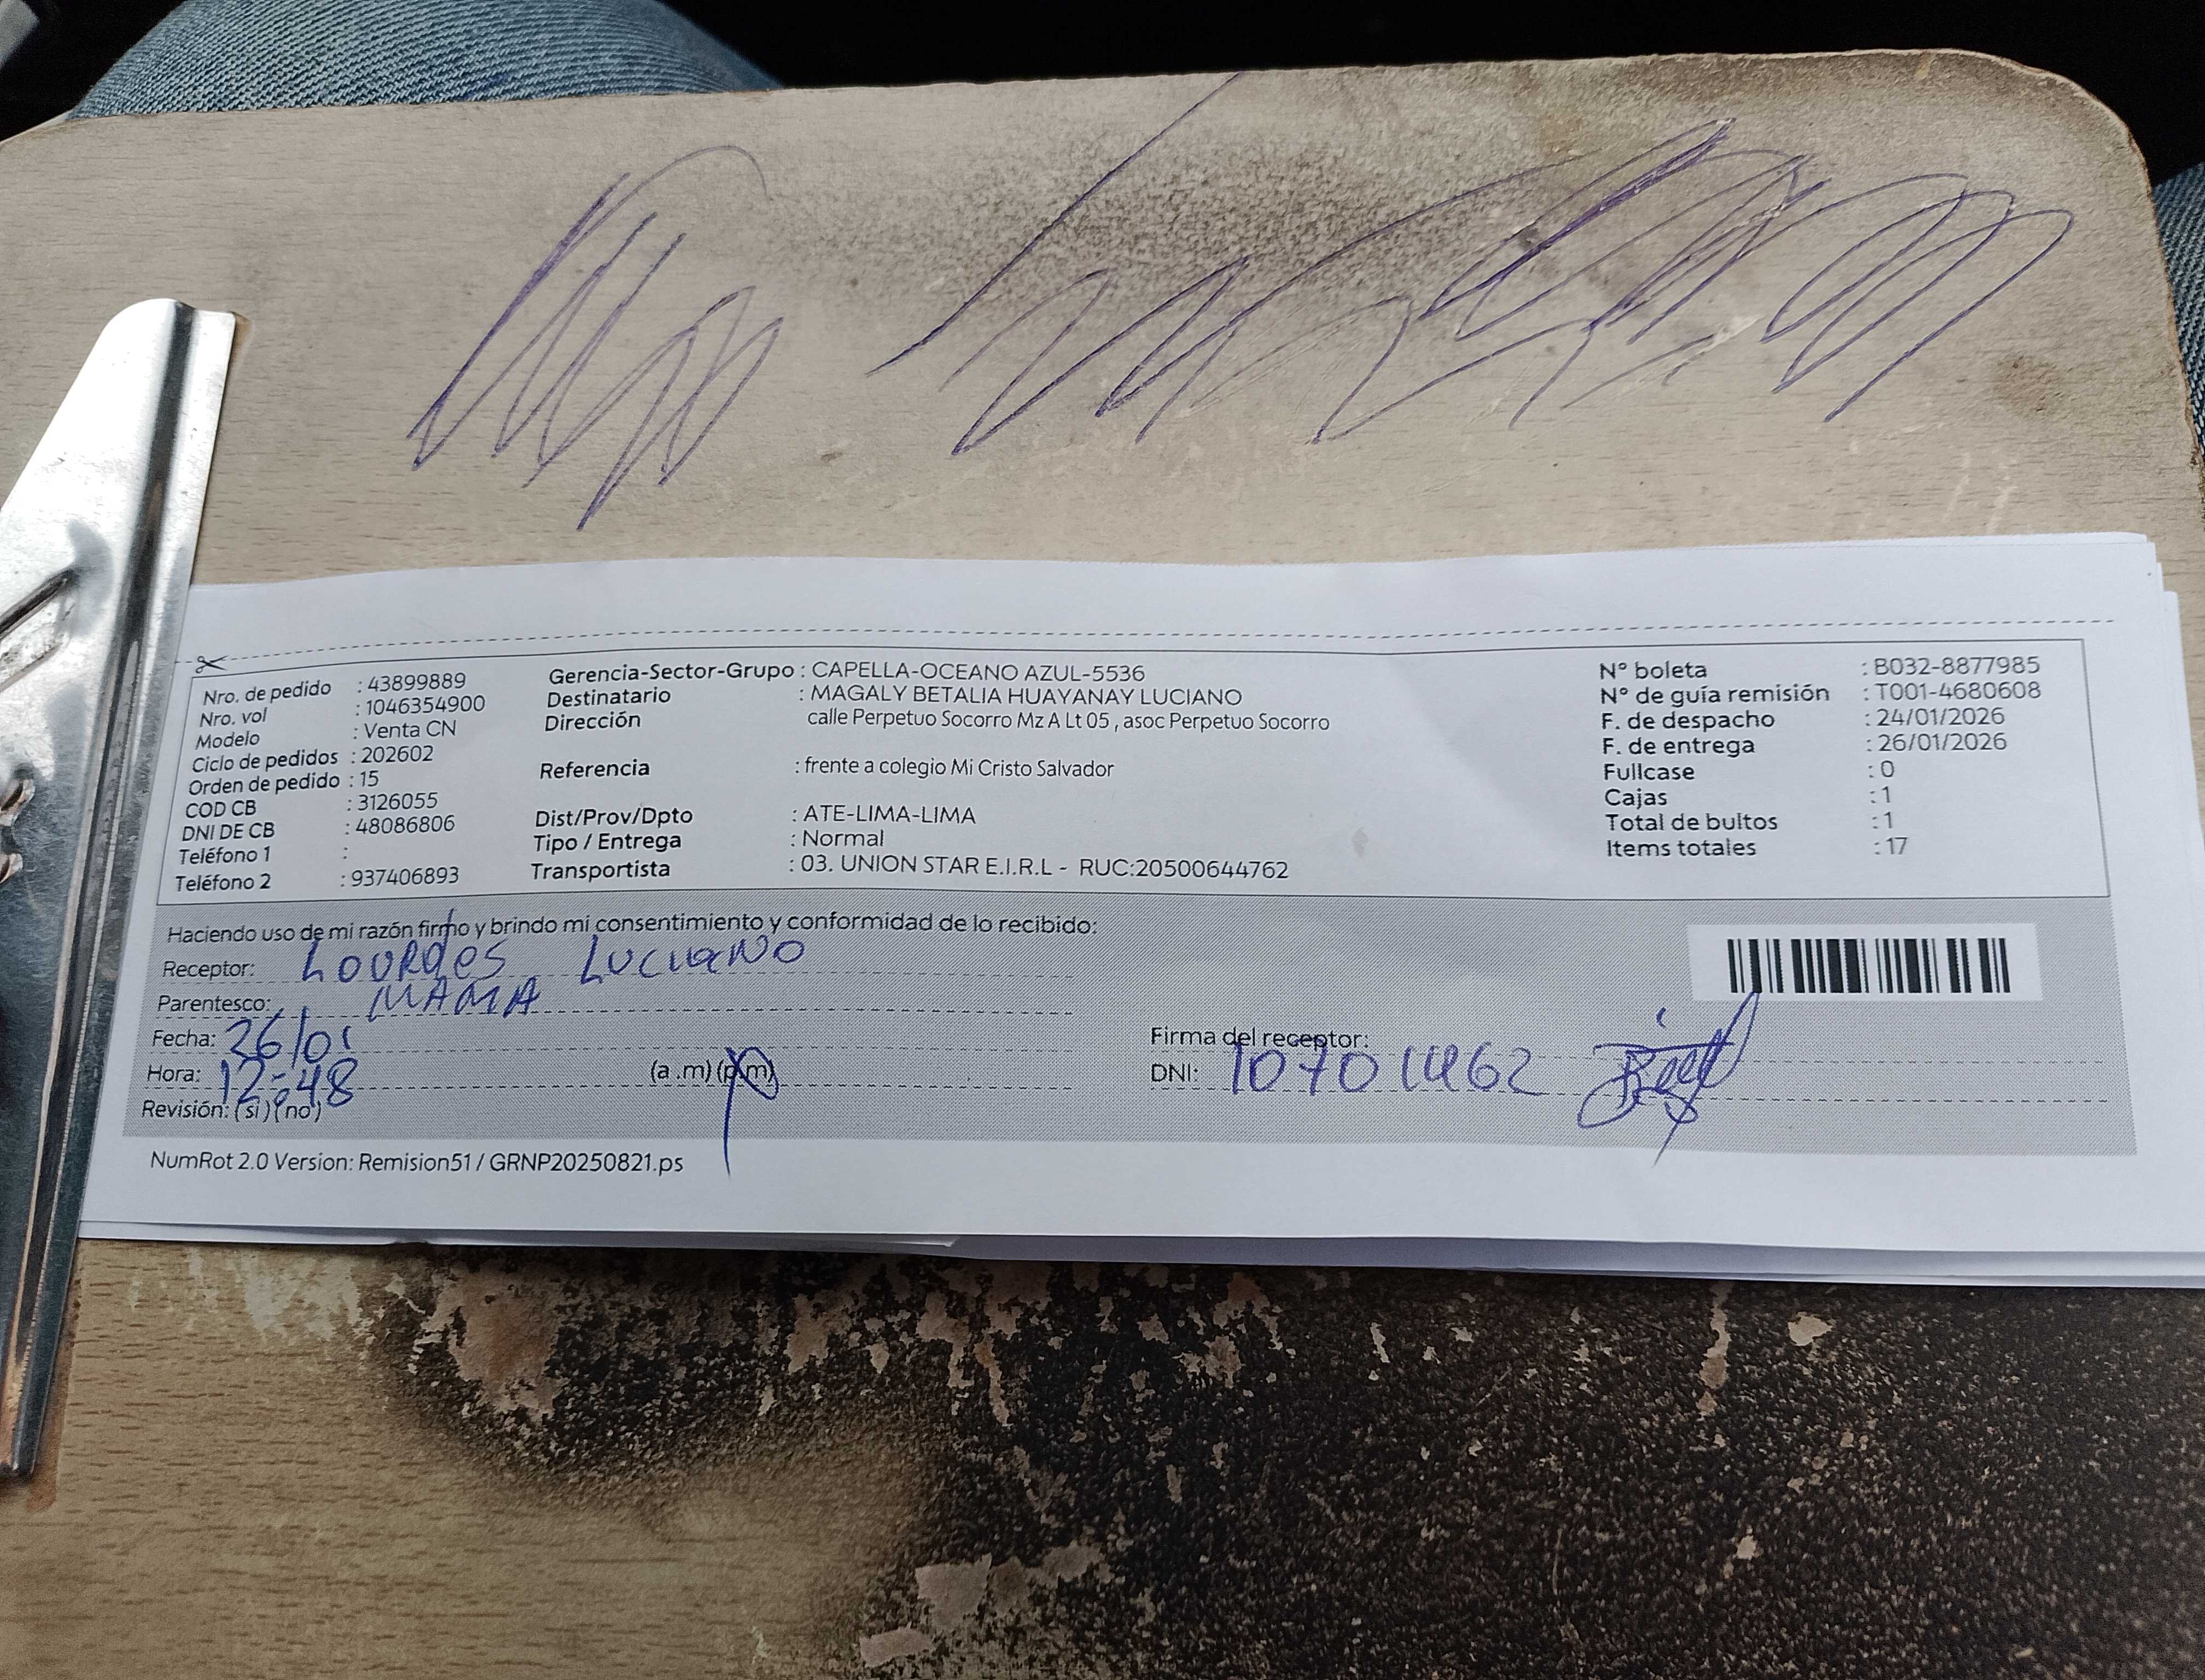 Nro. de pedido : 43899889
Nro. vol : 1046354900
Modelo : Venta CN
Ciclo de pedidos : 202602
Orden de pedido : 15
COD CB : 3126055
DNI DE CB : 48086806
Teléfono 1 :
Teléfono 2 : 937406893
Gerencia-Sector-Grupo : CAPELLA-OCEANO AZUL-5536
Destinatario : MAGALY BETALIA HUAYANAY LUCIANO
Dirección calle Perpetuo Socorro Mz A Lt 05 , asoc Perpetuo Socorro
Referencia : frente a colegio Mi Cristo Salvador
Dist/Prov/Dpto : ATE-LIMA-LIMA
Tipo / Entrega : Normal
Transportista : 03. UNION STAR E.I.R.L - RUC:20500644762
N° boleta : B032-8877985
N° de guía remisión : T001-4680608
F. de despacho : 24/01/2026
F. de entrega : 26/01/2026
Fullcase : 0
Cajas : 1
Total de bultos : 1
Items totales : 17
Haciendo uso de mi razón firmo y brindo mi consentimiento y conformidad de lo recibido:
Receptor: LOURdes Luciano
Parentesco: MAMA
Fecha: 26/01
Hora: 12:48 (a .m) (p.m)
Revisión: ( si ) ( no )
Firma del receptor:
DNI: 10701462
NumRot 2.0 Version: Remision51 / GRNP20250821.ps